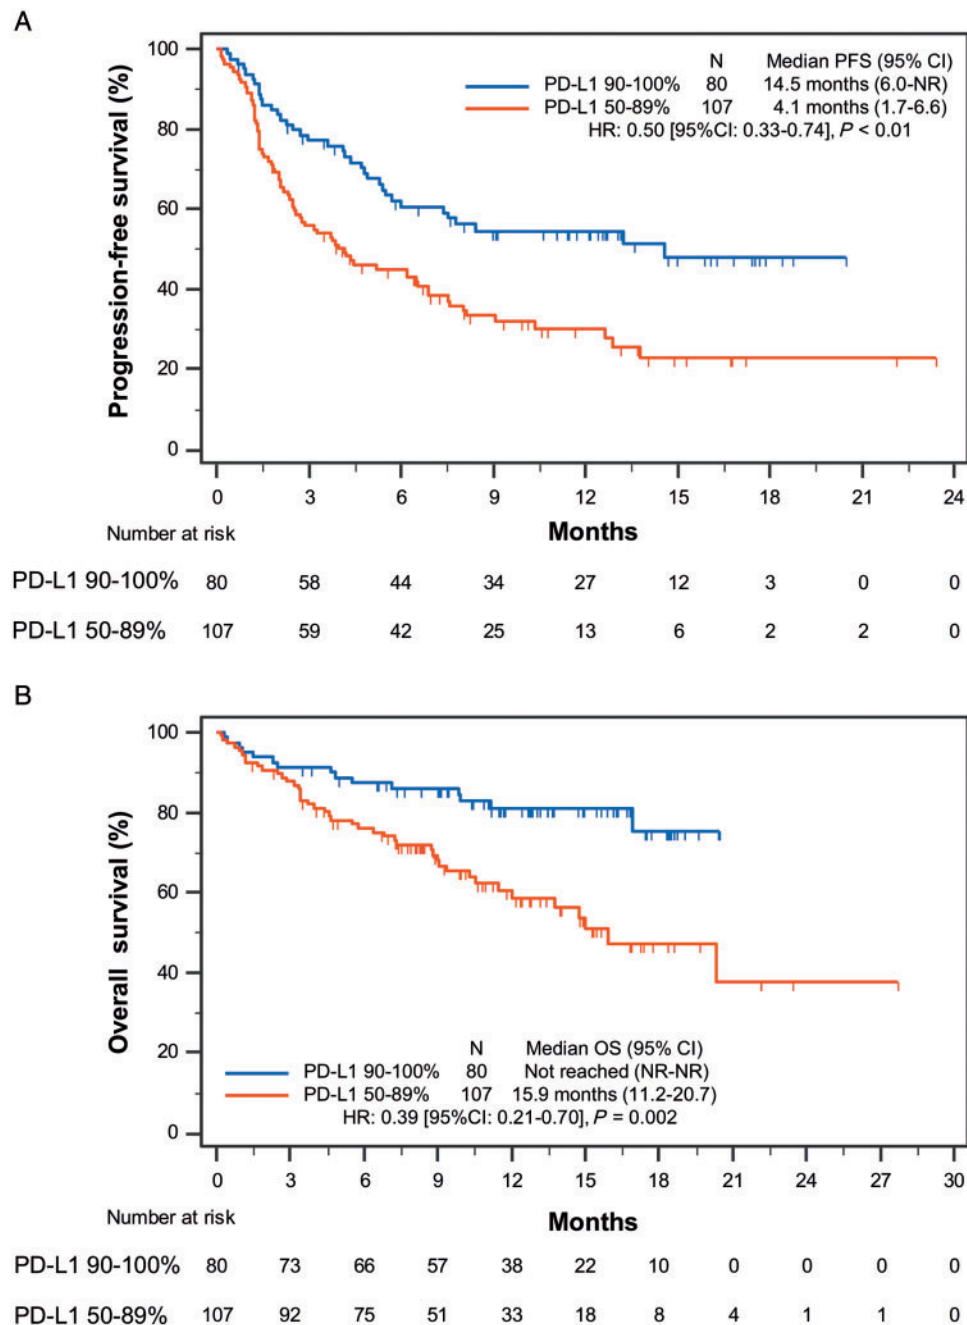 A
N Median PFS (95% CI)
PD-L1 90-100% 80 14.5 months (6.0-NR)
PD-L1 50-89% 107 4.1 months (1.7-6.6)
HR: 0.50 [95%CI: 0.33-0.74], P < 0.01
Progression-free survival (%)
100
80
60
40
20
0
0 3 6 9 12 15 18 21 24
Number at risk
Months
PD-L1 90-100% 80 58 44 34 27 12 3 0 0
PD-L1 50-89% 107 59 42 25 13 6 2 2 0
B
Overall survival (%)
100
80
60
40
20
0
N Median OS (95% CI)
PD-L1 90-100% 80 Not reached (NR-NR)
PD-L1 50-89% 107 15.9 months (11.2-20.7)
HR: 0.39 [95%CI: 0.21-0.70], P = 0.002
0 3 6 9 12 15 18 21 24 27 30
Number at risk
Months
PD-L1 90-100% 80 73 66 57 38 22 10 0 0 0 0
PD-L1 50-89% 107 92 75 51 33 18 8 4 1 1 0